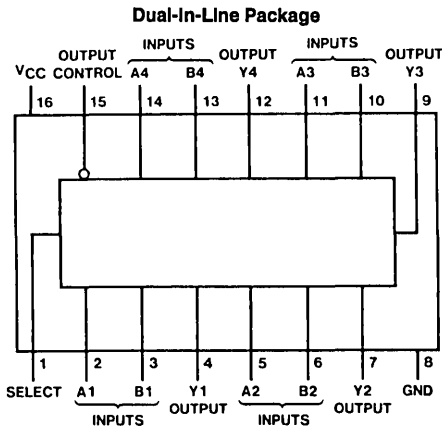 Dual-In-Line Package
INPUTS INPUTS
OUTPUT OUTPUT OUTPUT
VCC CONTROL A4 B4 Y4 A3 B3 Y3
16 15 14 13 12 11 10 9
1 2 3 4 5 6 7 8
SELECT A1 B1 Y1 A2 B2 Y2 GND
INPUTS OUTPUT INPUTS OUTPUT